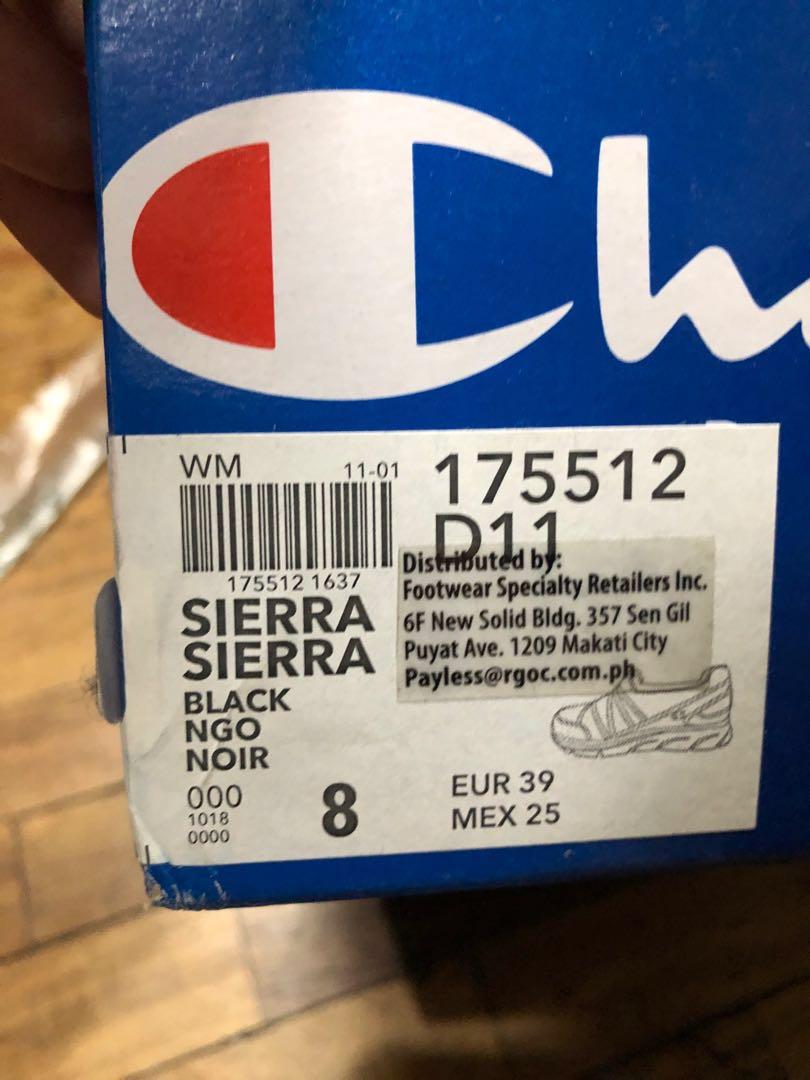 Ch
WM 11-01
175512
D11
175512 1637
Distributed by:
Footwear Specialty Retailers Inc.
6F New Solid Bldg. 357 Sen Gil
Puyat Ave. 1209 Makati City
Payless@rgoc.com.ph
SIERRA
SIERRA
BLACK
NGO
NOIR
000
1018
0000
8
EUR 39
MEX 25